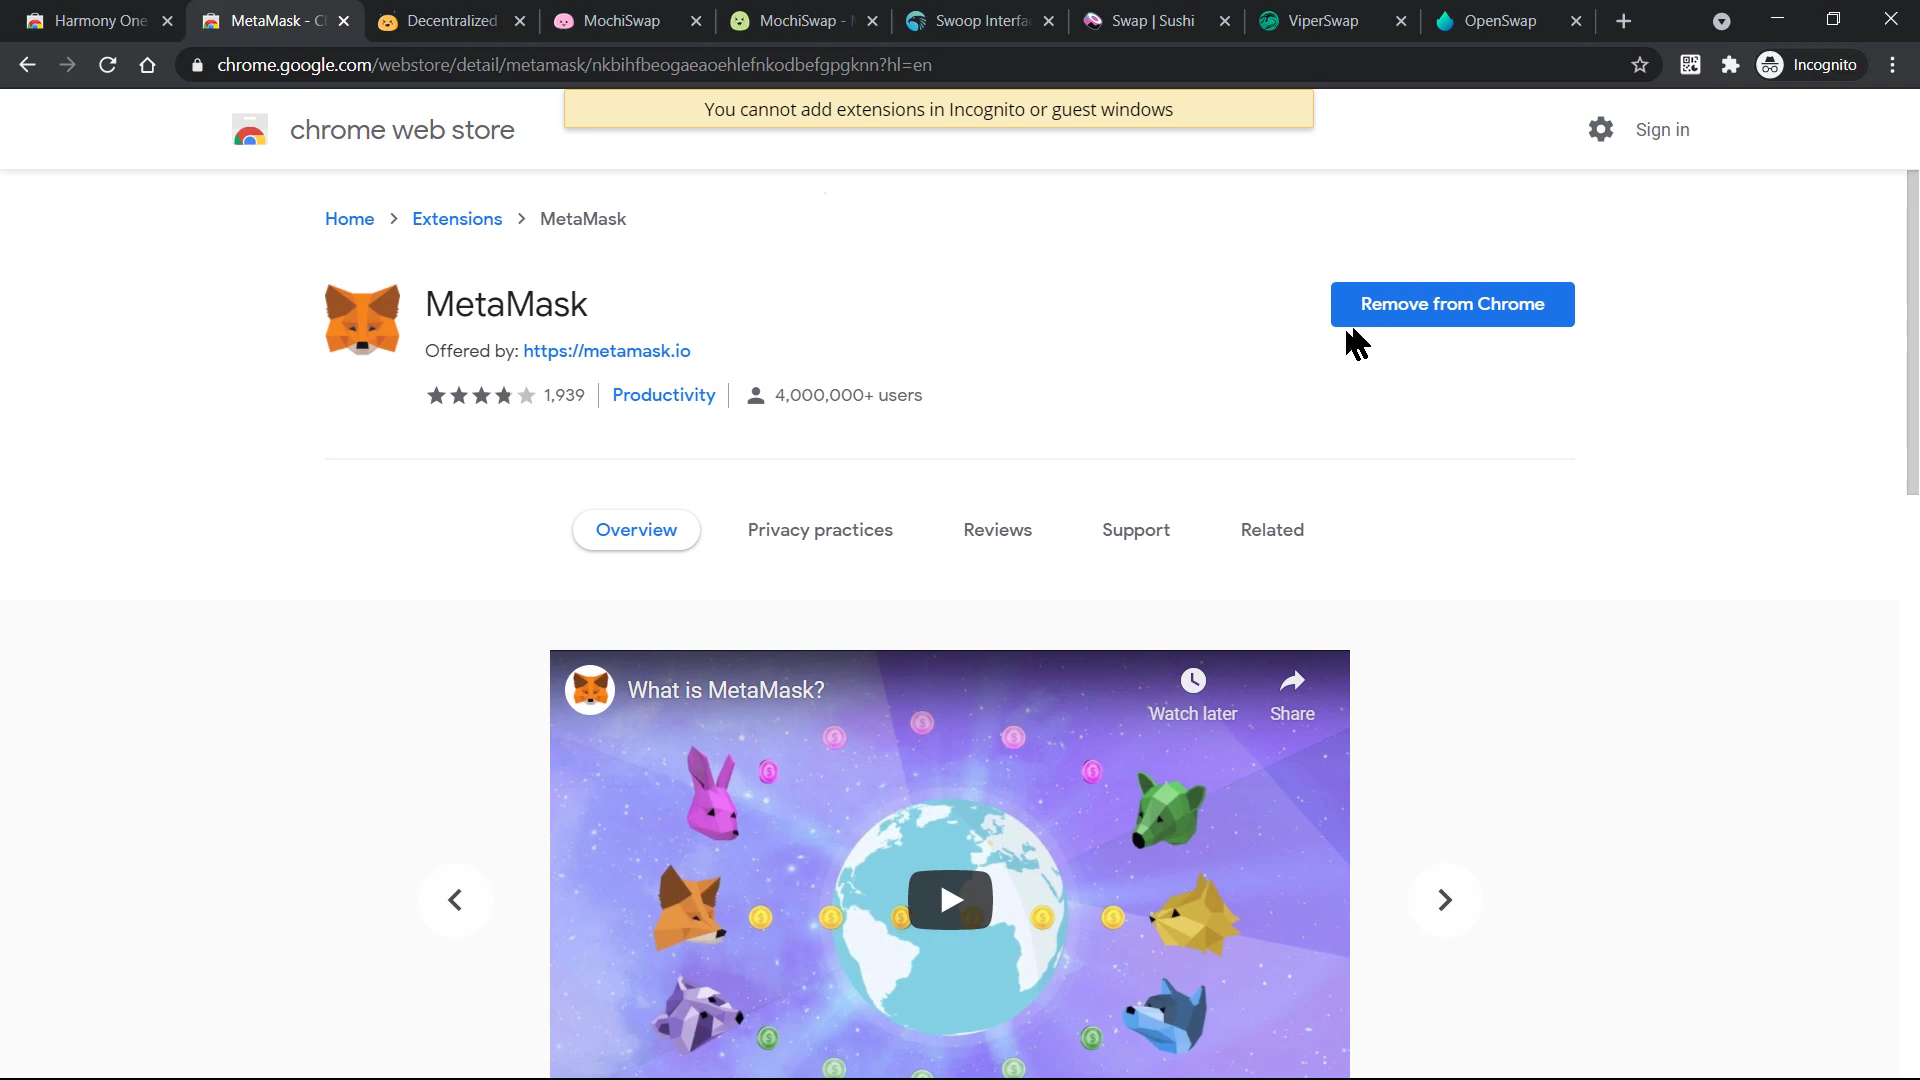 Harmony One
MetaMask - C
Decentralized
MochiSwap
MochiSwap -
Swoop Interfa
Swap | Sushi
ViperSwap
OpenSwap
chrome.google.com/webstore/detail/metamask/nkbihfbeogaeaoehlefnkodbefgpgknn?hl=en
Incognito
You cannot add extensions in Incognito or guest windows
chrome web store
Sign in
Home > Extensions > MetaMask
MetaMask
Remove from Chrome
Offered by: https://metamask.io
1,939
Productivity
4,000,000+ users
Overview
Privacy practices
Reviews
Support
Related
What is MetaMask?
Watch later
Share